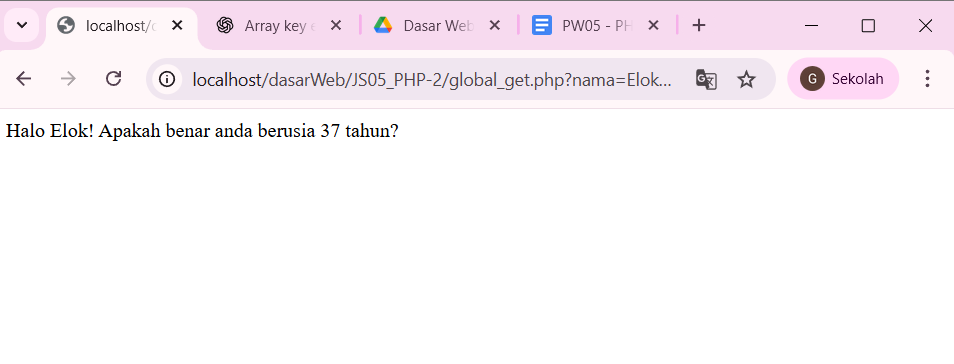 localhost/d
Array key e
Dasar Web
PW05 - PH
localhost/dasarWeb/JS05_PHP-2/global_get.php?nama=Elok...
G
Sekolah
Halo Elok! Apakah benar anda berusia 37 tahun?